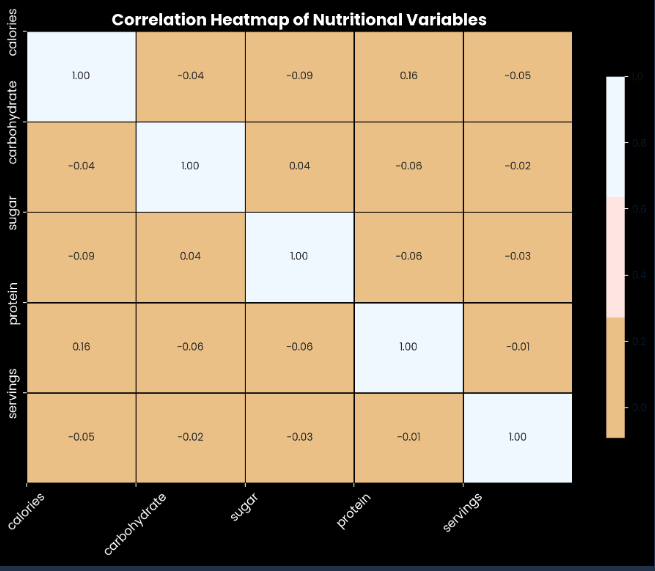 Correlation Heatmap of Nutritional Variables
calories
1.00 -0.04 -0.09 0.16 -0.05
carbohydrate
-0.04 1.00 0.04 -0.06 -0.02
sugar
-0.09 0.04 1.00 -0.06 -0.03
protein
0.16 -0.06 -0.06 1.00 -0.01
servings
-0.05 -0.02 -0.03 -0.01 1.00
calories carbohydrate sugar protein servings
1.0
0.8
0.6
0.4
0.2
0.0